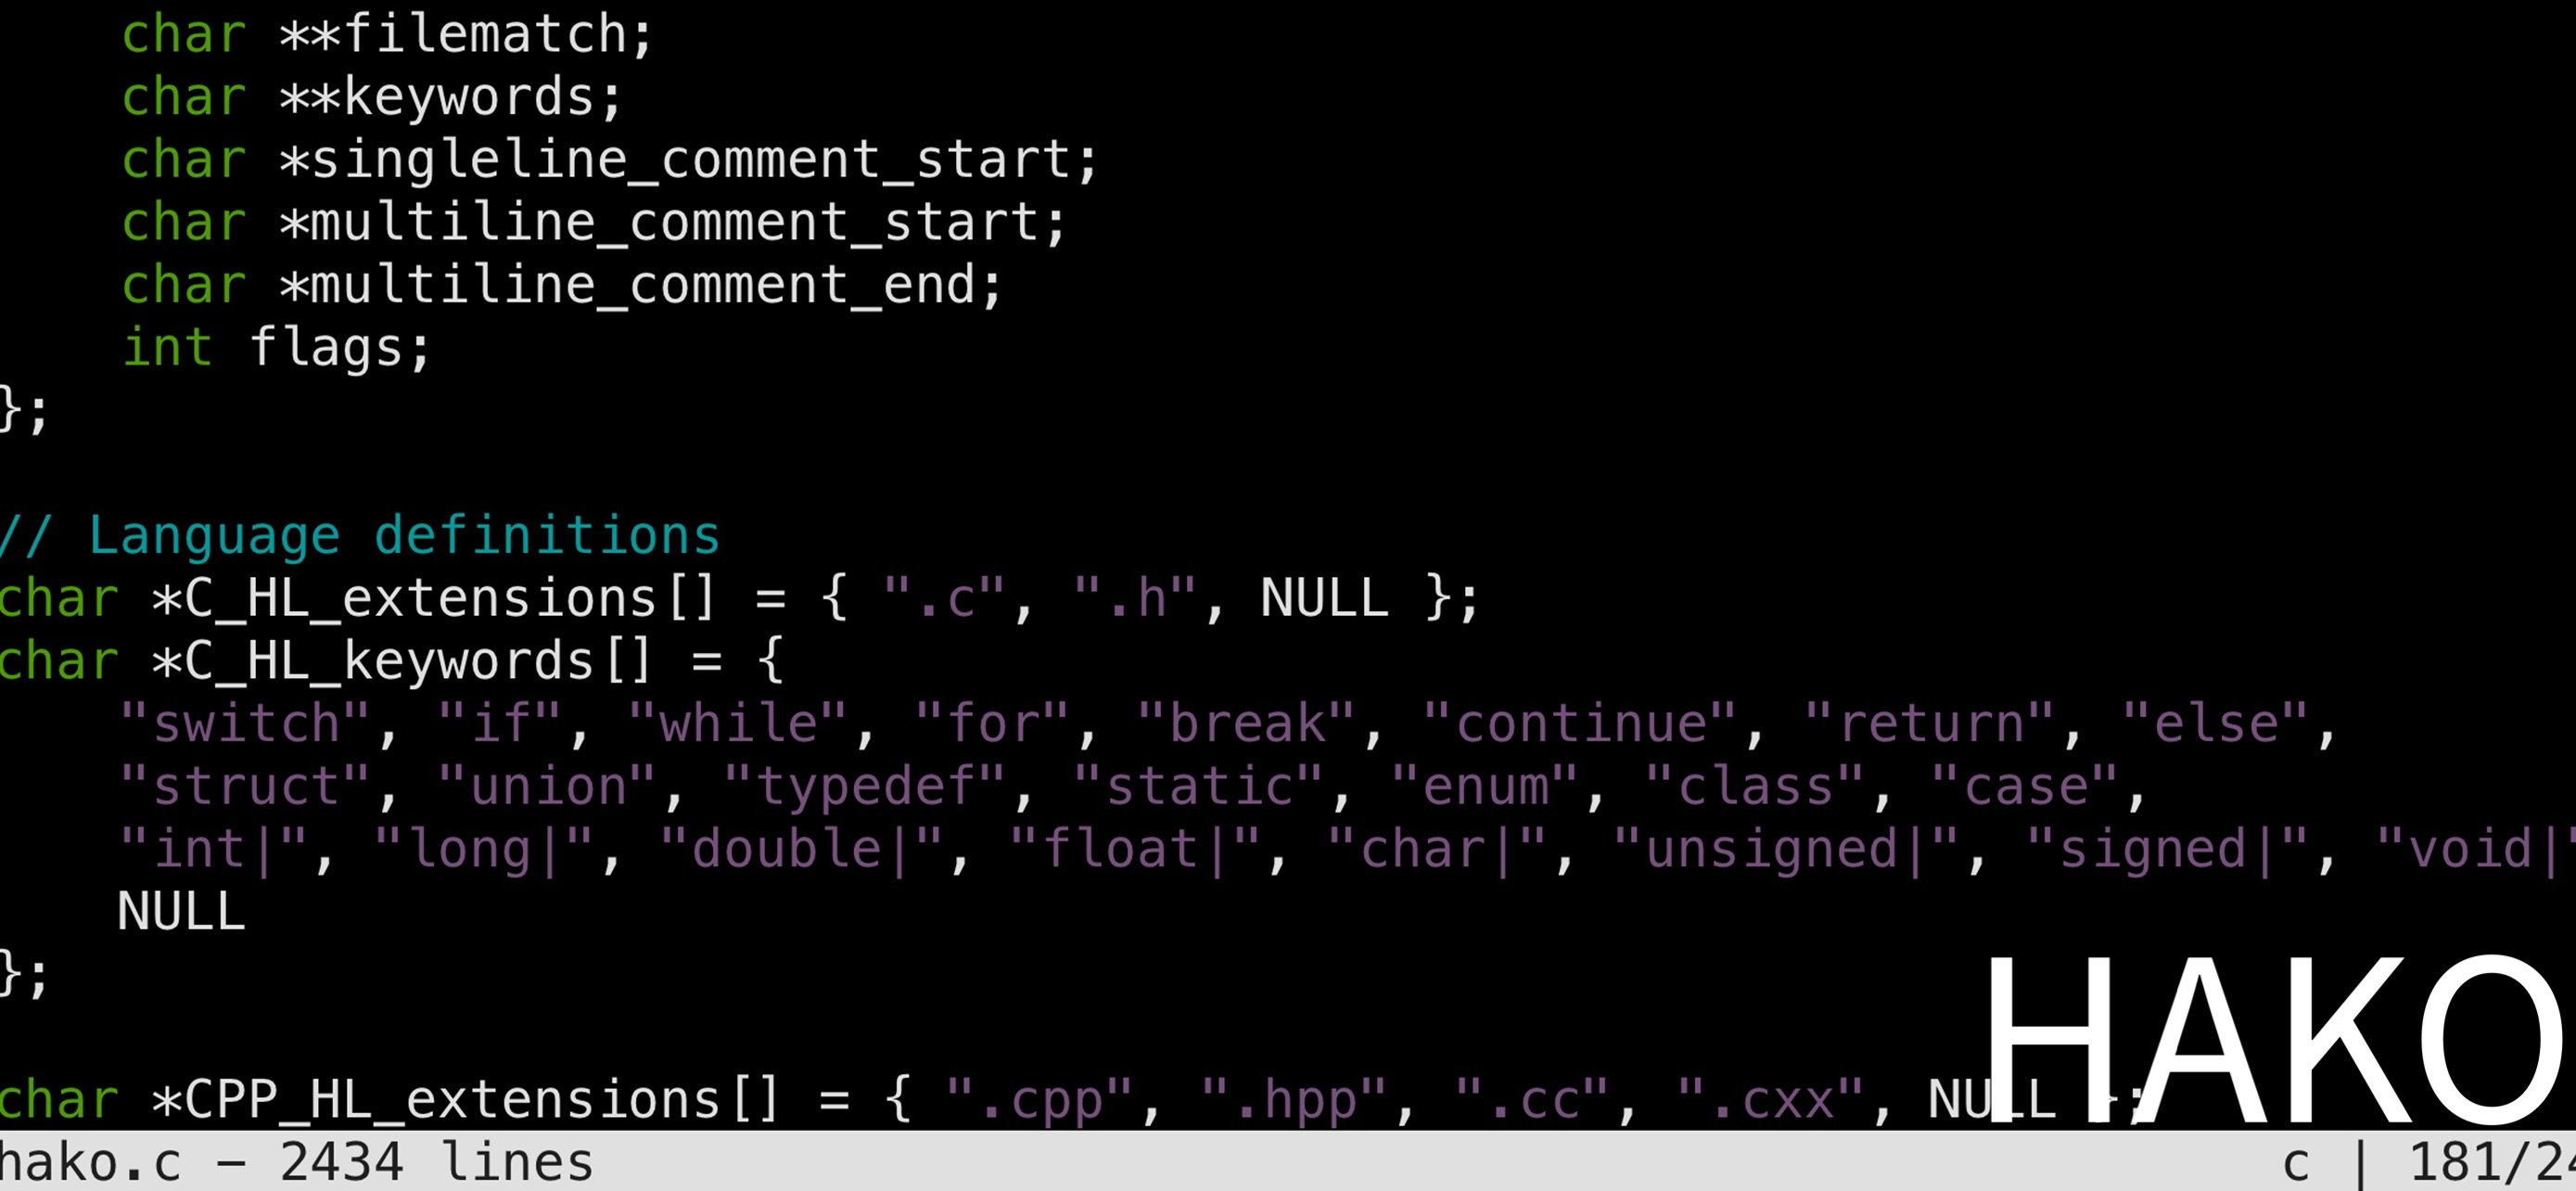 char **filematch;
char **keywords;
char *singleline_comment_start;
char *multiline_comment_start;
char *multiline_comment_end;
int flags;
};
// Language definitions
char *C_HL_extensions[] = { ".c", ".h", NULL };
char *C_HL_keywords[] = {
"switch", "if", "while", "for", "break", "continue", "return", "else",
"struct", "union", "typedef", "static", "enum", "class", "case",
"int|", "long|", "double|", "float|", "char|", "unsigned|", "signed|", "void|"
NULL
};
char *CPP_HL_extensions[] = { ".cpp", ".hpp", ".cc", ".cxx", NULL };
HAKO
hako.c - 2434 lines
c | 181/24